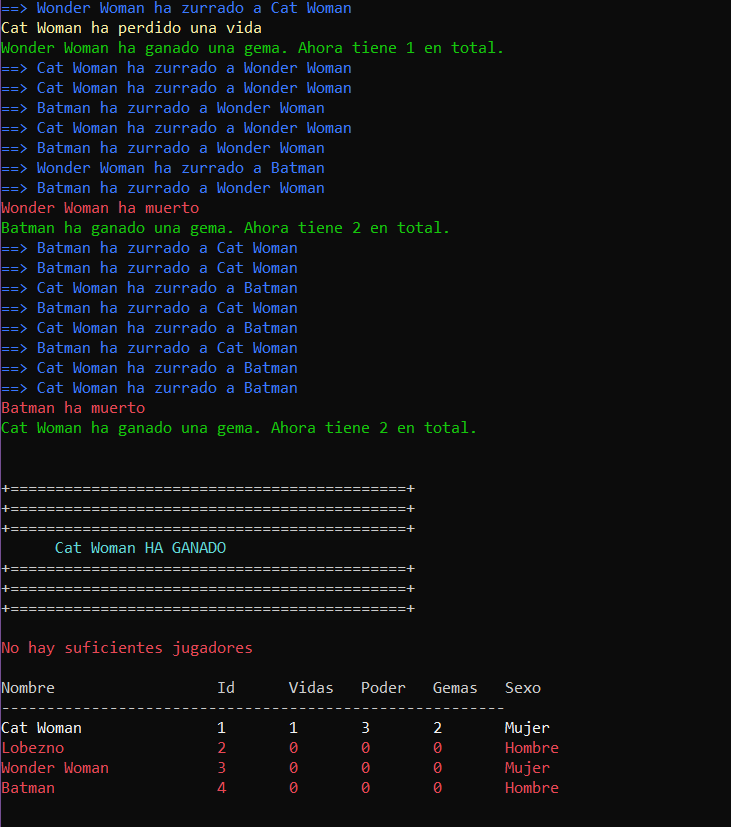 ==> Wonder Woman ha zurrado a Cat Woman
Cat Woman ha perdido una vida
Wonder Woman ha ganado una gema. Ahora tiene 1 en total.
==> Cat Woman ha zurrado a Wonder Woman
==> Cat Woman ha zurrado a Wonder Woman
==> Batman ha zurrado a Wonder Woman
==> Cat Woman ha zurrado a Wonder Woman
==> Batman ha zurrado a Wonder Woman
==> Wonder Woman ha zurrado a Batman
==> Batman ha zurrado a Wonder Woman
Wonder Woman ha muerto
Batman ha ganado una gema. Ahora tiene 2 en total.
==> Batman ha zurrado a Cat Woman
==> Batman ha zurrado a Cat Woman
==> Cat Woman ha zurrado a Batman
==> Batman ha zurrado a Cat Woman
==> Cat Woman ha zurrado a Batman
==> Batman ha zurrado a Cat Woman
==> Cat Woman ha zurrado a Batman
==> Cat Woman ha zurrado a Batman
Batman ha muerto
Cat Woman ha ganado una gema. Ahora tiene 2 en total.
+============================================+
+============================================+
+============================================+
Cat Woman HA GANADO
+============================================+
+============================================+
+============================================+
No hay suficientes jugadores
Nombre Id Vidas Poder Gemas Sexo
--------------------------------------------------------
Cat Woman 1 1 3 2 Mujer
Lobezno 2 0 0 0 Hombre
Wonder Woman 3 0 0 0 Mujer
Batman 4 0 0 0 Hombre